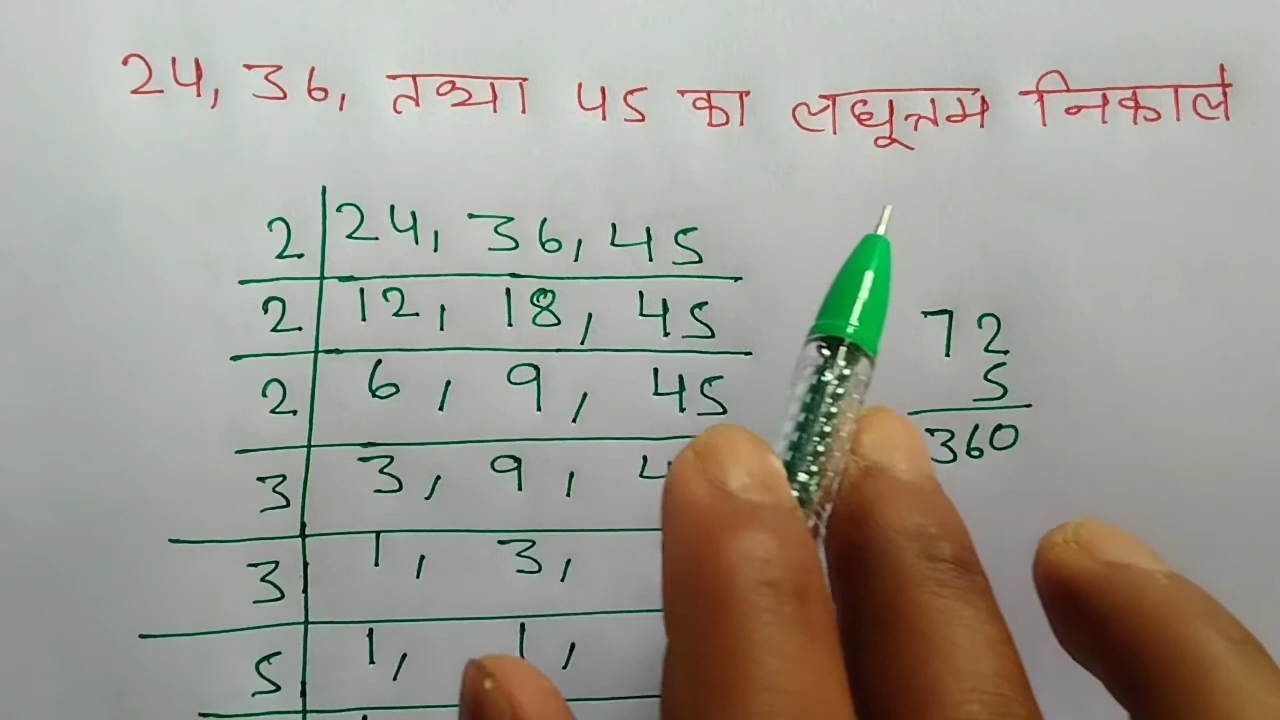 24, 36, तथा 45 का लघूत्तम निकाले
2 | 24, 36, 45
2 | 12, 18, 45
2 | 6, 9, 45
3 | 3, 9,
3 | 1, 3,
5 | 1, 1,
72
5
360